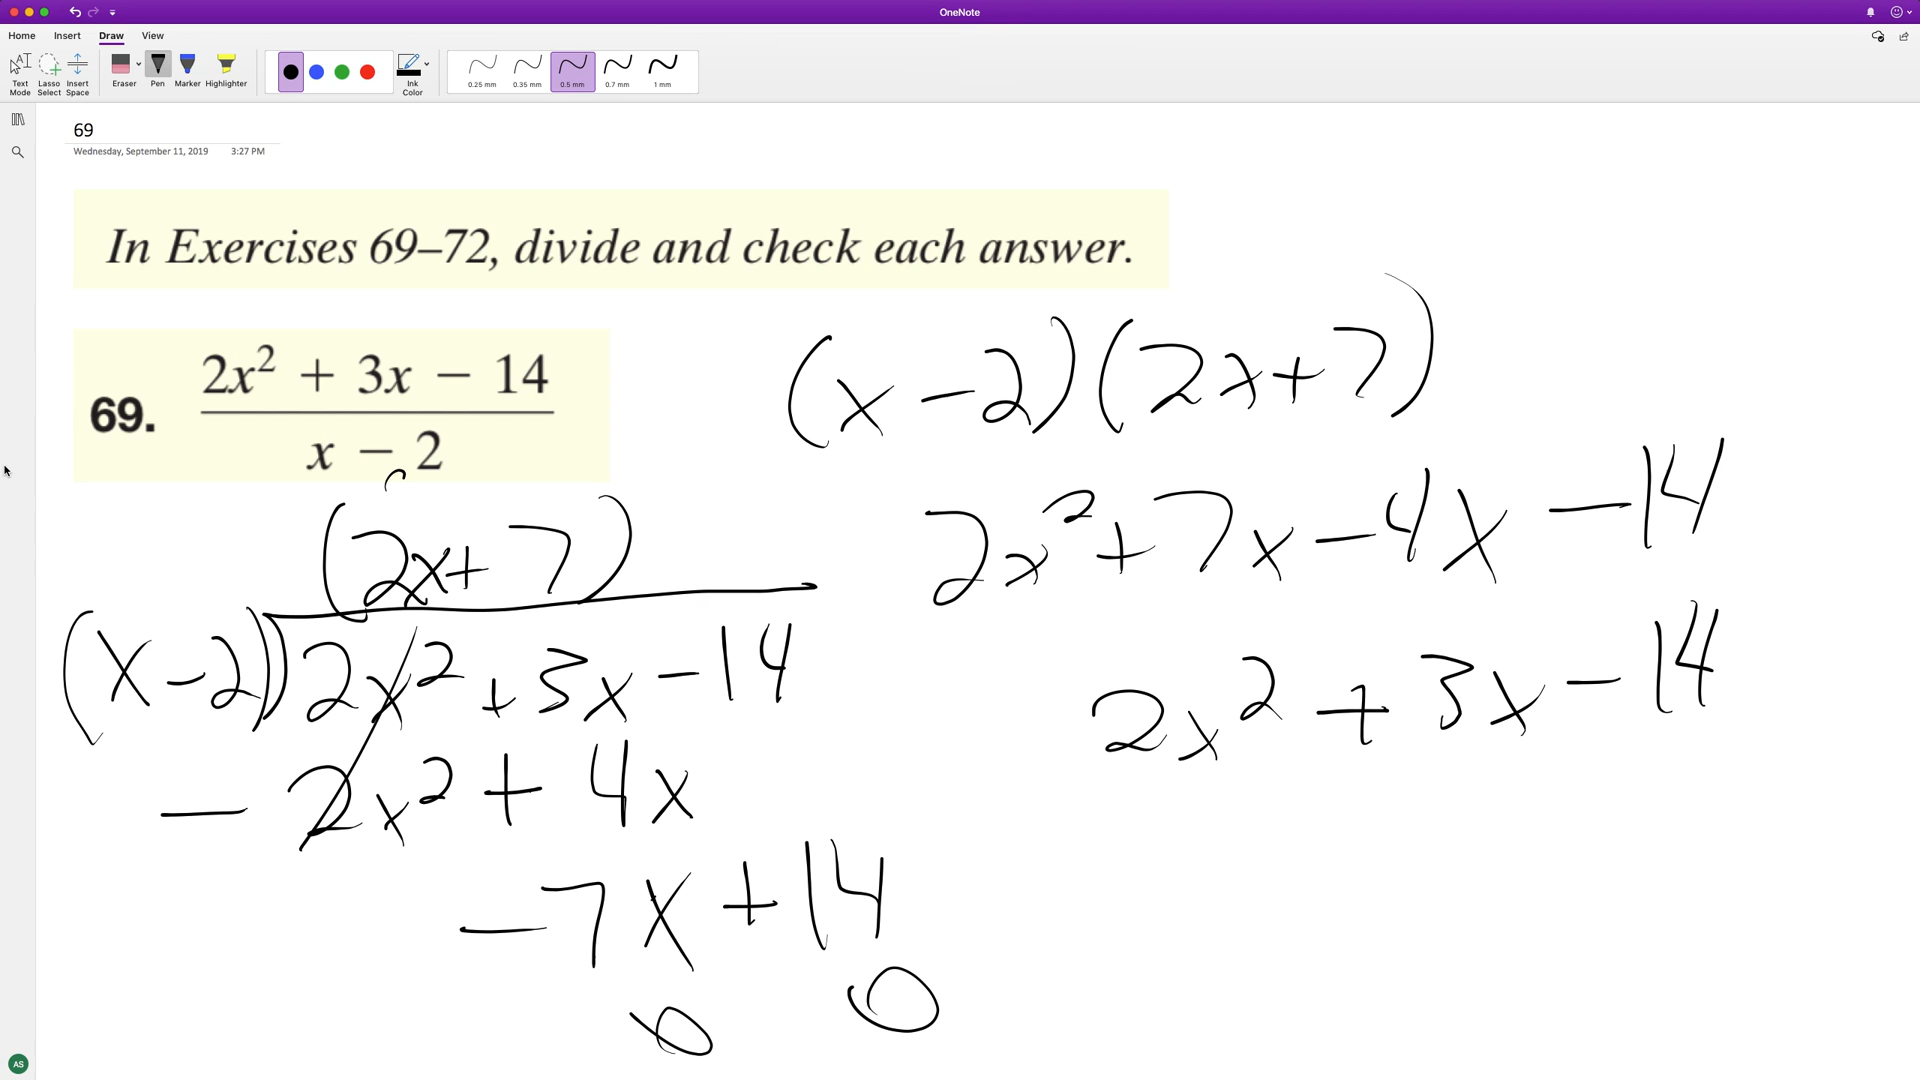 OneNote
Home Insert Draw View
Text Mode
Lasso Select
Insert Space
Eraser
Pen
Marker
Highlighter
Ink Color
0.25 mm
0.35 mm
0.5 mm
0.7 mm
1 mm
69
Wednesday, September 11, 2019 3:27 PM
In Exercises 69–72, divide and check each answer.
69.
2x² + 3x − 14
x − 2
(2x+7)
(x−2)) 2x² +3x − 14
− 2x² + 4x
−7x + 14
0 0
(x−2)(2x+7)
2x² + 7x − 4x − 14
2x² + 3x − 14
AS